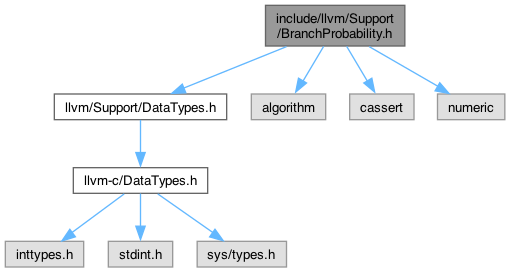 include/llvm/Support
/BranchProbability.h
llvm/Support/DataTypes.h
algorithm
cassert
numeric
llvm-c/DataTypes.h
inttypes.h
stdint.h
sys/types.h